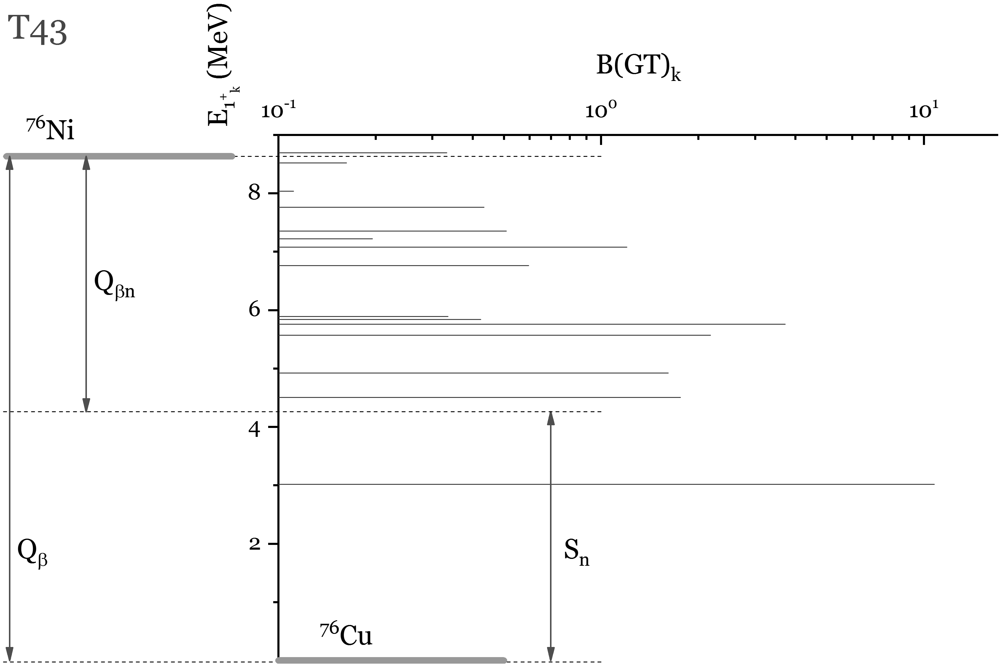 T43
E₁⁺ₖ (MeV)
B(GT)ₖ
10⁻¹ 10⁰ 10¹
⁷⁶Ni
8
Qβn
6
4
2
Qβ
Sₙ
⁷⁶Cu